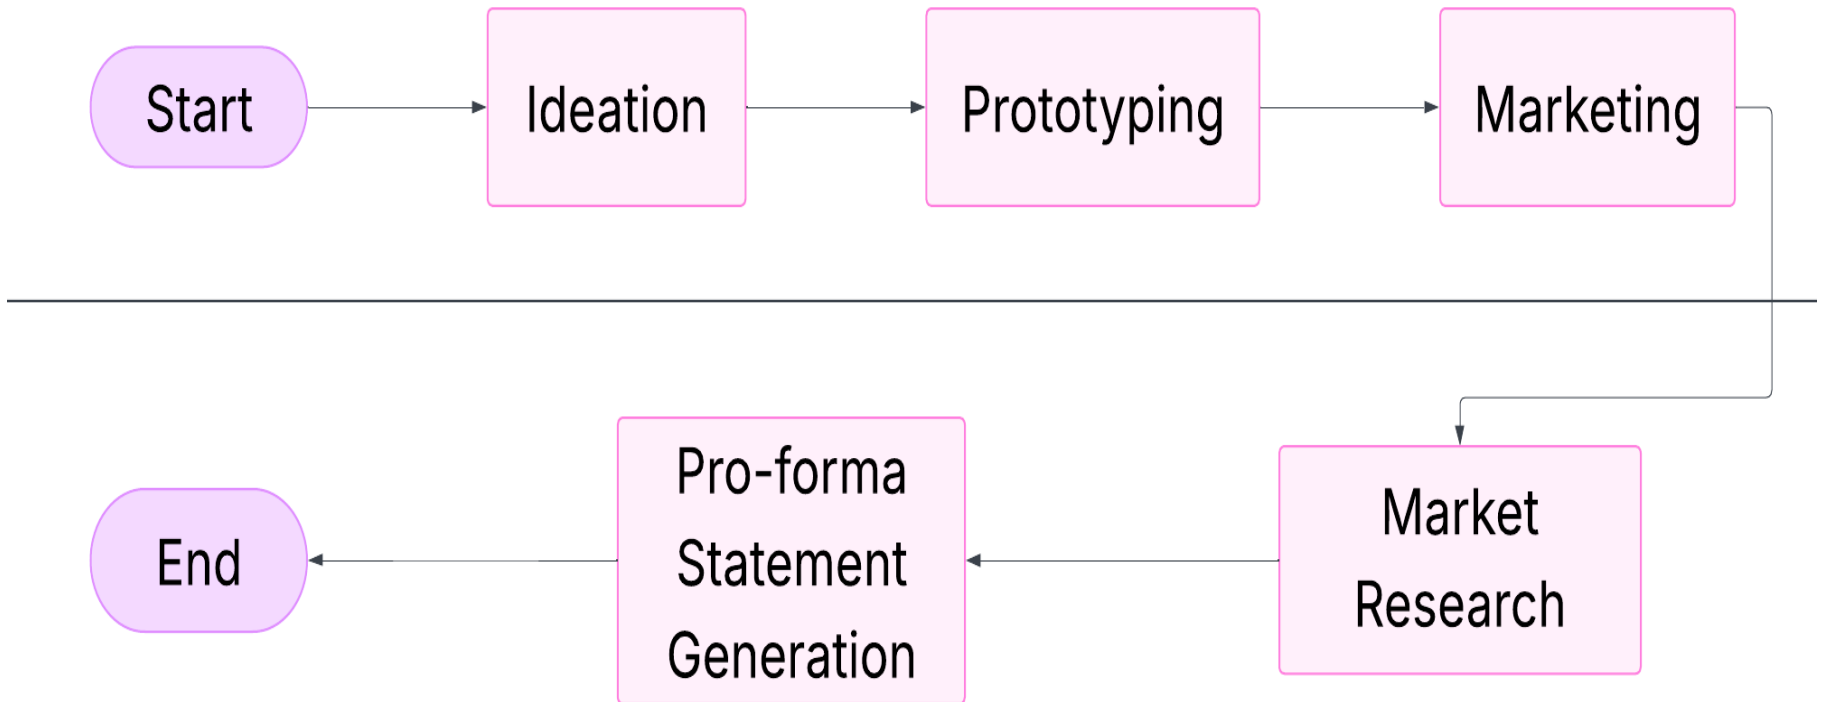 Start
Ideation
Prototyping
Marketing
Market
Research
Pro-forma
Statement
Generation
End